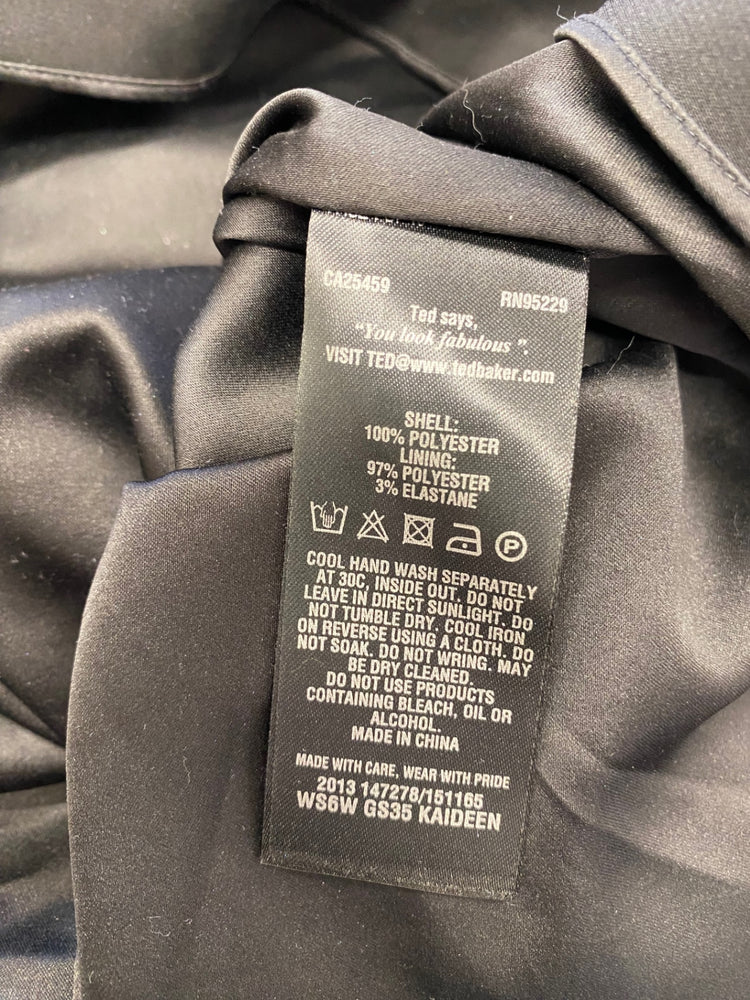 CA25459 RN95229
Ted says,
"You look fabulous".
VISIT TED@www.tedbaker.com
SHELL:
100% POLYESTER
LINING:
97% POLYESTER
3% ELASTANE
P
COOL HAND WASH SEPARATELY
AT 30C, INSIDE OUT. DO NOT
LEAVE IN DIRECT SUNLIGHT. DO
NOT TUMBLE DRY. COOL IRON
ON REVERSE USING A CLOTH. DO
NOT SOAK. DO NOT WRING. MAY
BE DRY CLEANED.
DO NOT USE PRODUCTS
CONTAINING BLEACH, OIL OR
ALCOHOL.
MADE IN CHINA
MADE WITH CARE, WEAR WITH PRIDE
2013 147278/151165
WS6W GS35 KAIDEEN